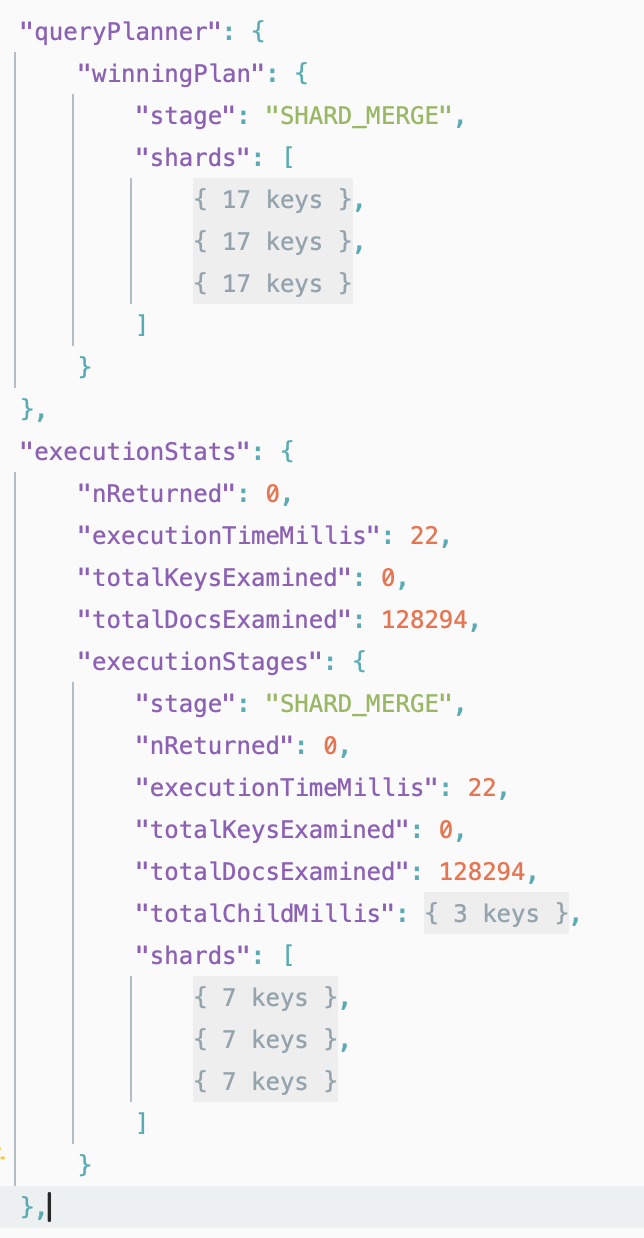 "queryPlanner": {
"winningPlan": {
"stage": "SHARD_MERGE",
"shards": [
{ 17 keys },
{ 17 keys },
{ 17 keys }
]
}
},
"executionStats": {
"nReturned": 0,
"executionTimeMillis": 22,
"totalKeysExamined": 0,
"totalDocsExamined": 128294,
"executionStages": {
"stage": "SHARD_MERGE",
"nReturned": 0,
"executionTimeMillis": 22,
"totalKeysExamined": 0,
"totalDocsExamined": 128294,
"totalChildMillis": { 3 keys },
"shards": [
{ 7 keys },
{ 7 keys },
{ 7 keys }
]
}
},